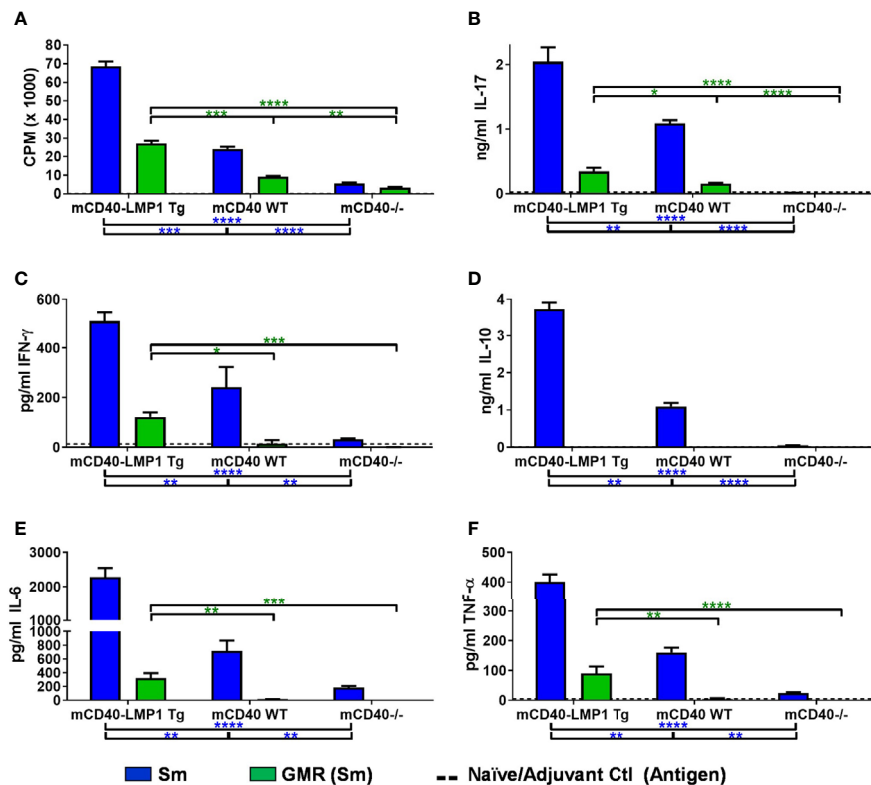 A
CPM (x 1000)
80
70
60
50
40
30
20
10
0
****
***
**
mCD40-LMP1 Tg
mCD40 WT
mCD40-/-
****
***
****
B
ng/ml IL-17
2
1
0
****
*
****
mCD40-LMP1 Tg
mCD40 WT
mCD40-/-
****
**
****
C
pg/ml IFN-γ
600
400
200
0
***
*
mCD40-LMP1 Tg
mCD40 WT
mCD40-/-
****
**
**
D
ng/ml IL-10
4
3
2
1
0
mCD40-LMP1 Tg
mCD40 WT
mCD40-/-
****
**
****
E
pg/ml IL-6
3000
2000
1000
800
600
400
200
0
***
**
mCD40-LMP1 Tg
mCD40 WT
mCD40-/-
****
**
**
F
pg/ml TNF-α
500
400
300
200
100
0
****
**
mCD40-LMP1 Tg
mCD40 WT
mCD40-/-
****
**
**
Sm
GMR (Sm)
Naïve/Adjuvant Ctl (Antigen)